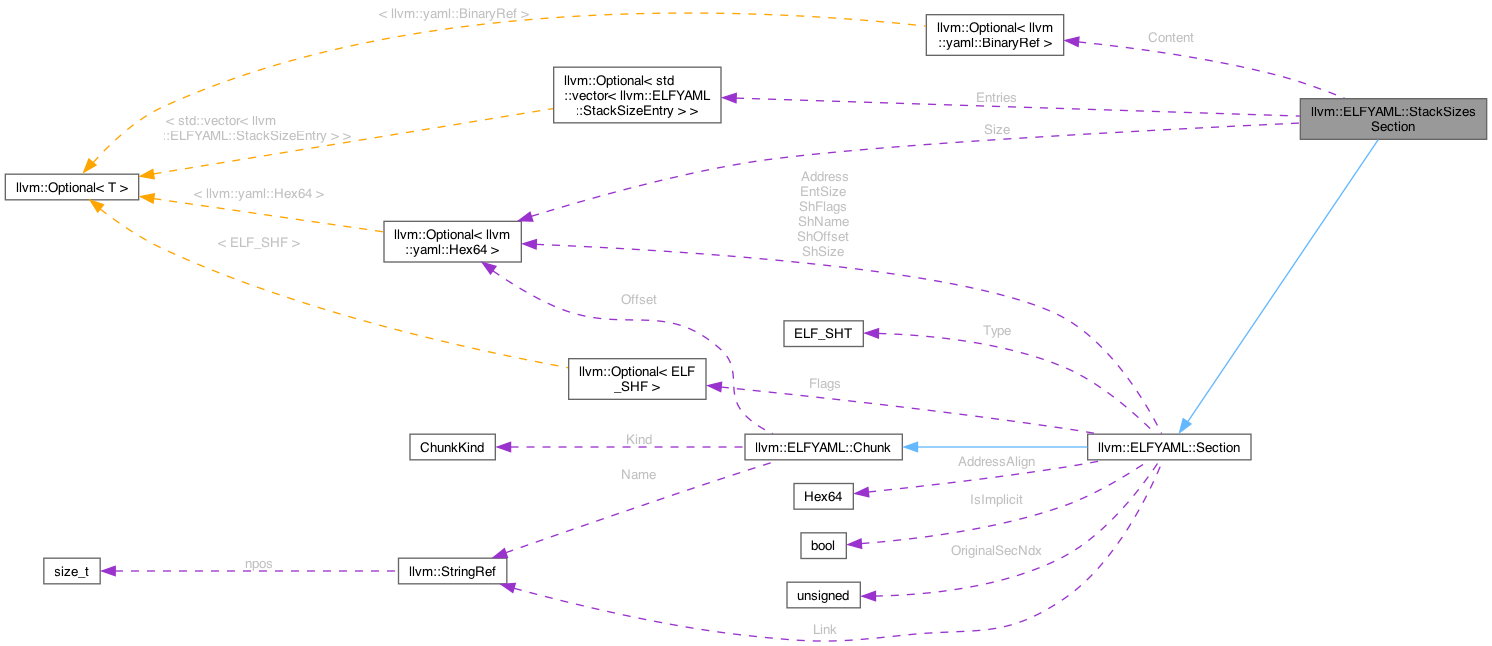 < llvm::yaml::BinaryRef >
llvm::Optional< llvm
::yaml::BinaryRef >
Content
llvm::Optional< std
::vector< llvm::ELFYAML
::StackSizeEntry > >
Entries
llvm::ELFYAML::StackSizes
Section
< std::vector< llvm
::ELFYAML::StackSizeEntry > >
Size
llvm::Optional< T >
< llvm::yaml::Hex64 >
Address
EntSize
ShFlags
ShName
ShOffset
ShSize
llvm::Optional< llvm
::yaml::Hex64 >
< ELF_SHF >
Offset
ELF_SHT
Type
llvm::Optional< ELF
_SHF >
Flags
ChunkKind
Kind
llvm::ELFYAML::Chunk
llvm::ELFYAML::Section
Name
AddressAlign
Hex64
IsImplicit
bool
OriginalSecNdx
size_t
npos
llvm::StringRef
unsigned
Link